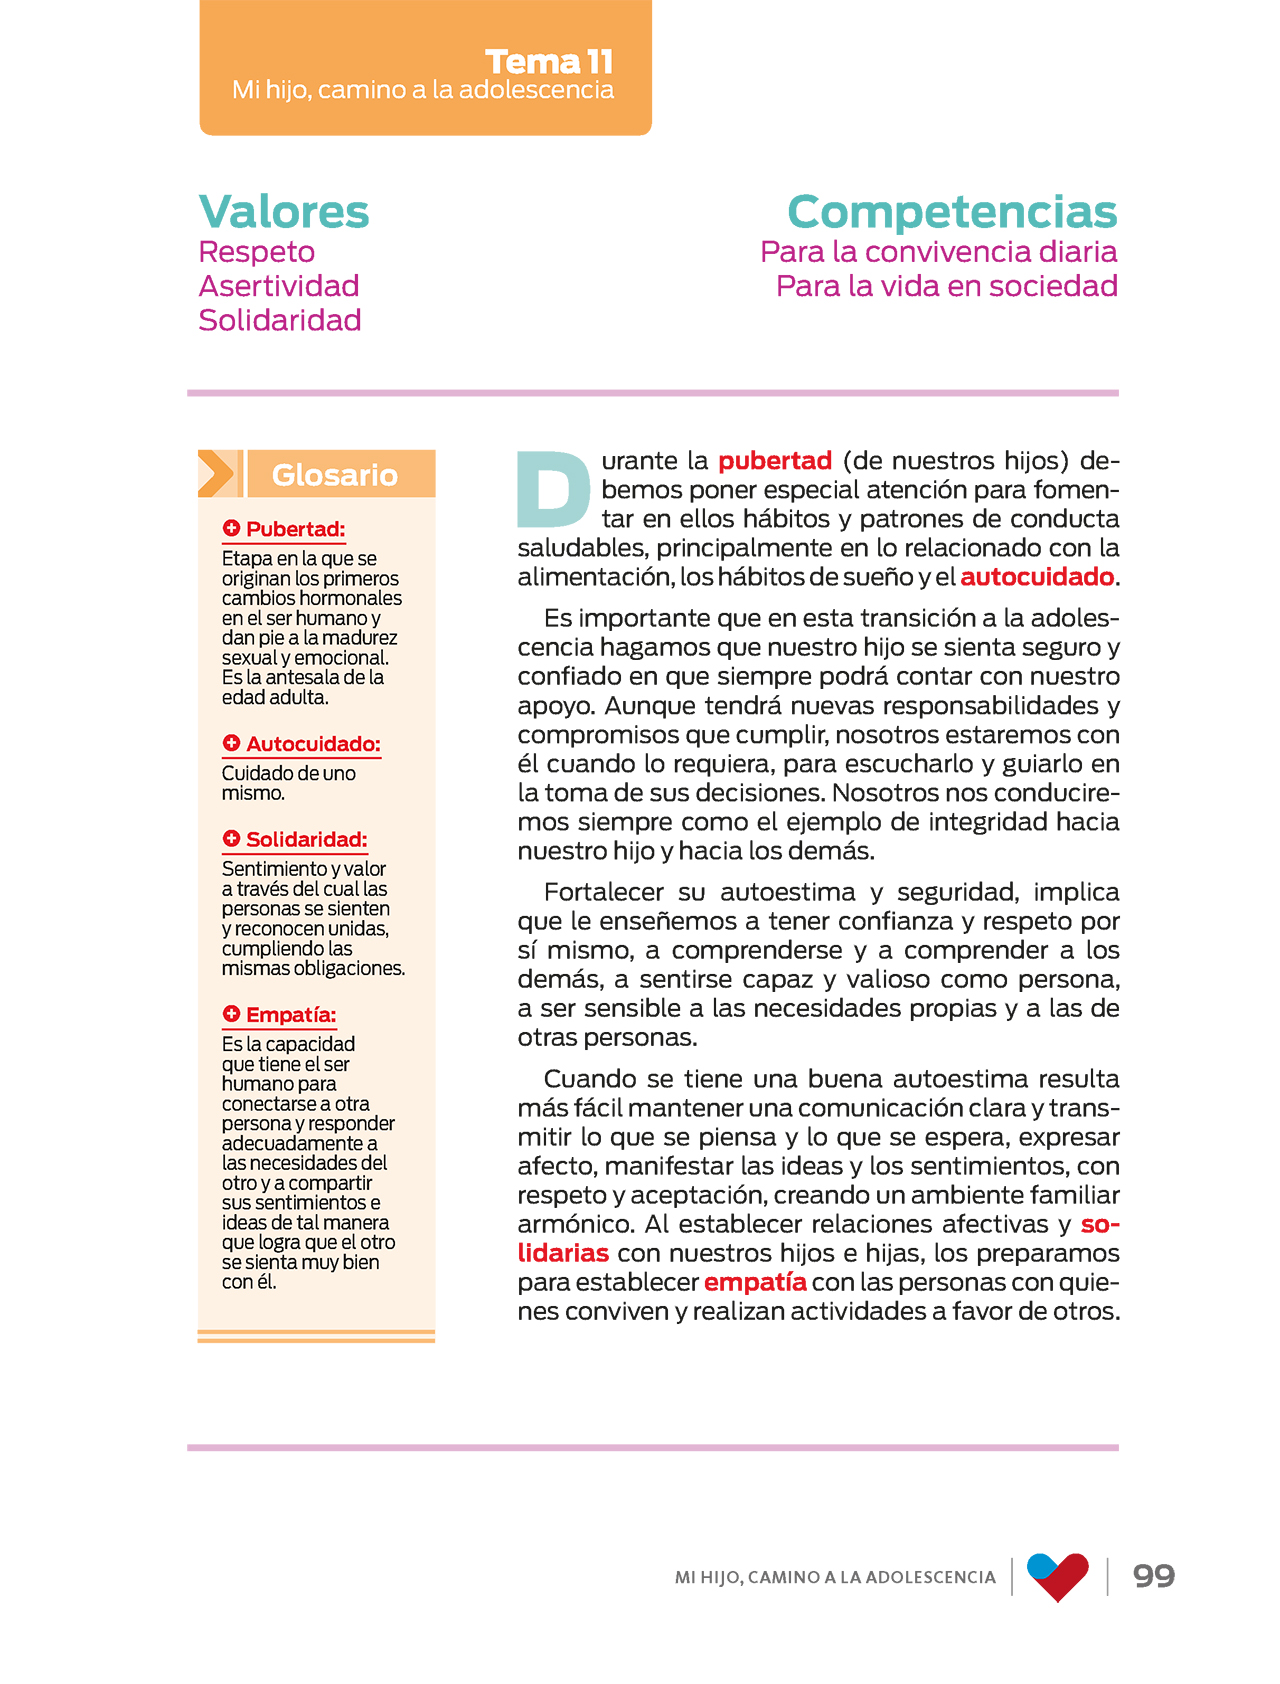 Tema 11
Mi hijo, camino a la adolescencia
Valores
Respeto
Asertividad
Solidaridad
Competencias
Para la convivencia diaria
Para la vida en sociedad
Glosario
Pubertad:
Etapa en la que se
originan los primeros
cambios hormonales
en el ser humano y
dan pie a la madurez
sexual y emocional.
Es la antesala de la
edad adulta.
Autocuidado:
Cuidado de uno
mismo.
Solidaridad:
Sentimiento y valor
a través del cual las
personas se sienten
y reconocen unidas,
cumpliendo las
mismas obligaciones.
Empatía:
Es la capacidad
que tiene el ser
humano para
conectarse a otra
persona y responder
adecuadamente a
las necesidades del
otro y a compartir
sus sentimientos e
ideas de tal manera
que logra que el otro
se sienta muy bien
con él.
Durante la pubertad (de nuestros hijos) de-
bemos poner especial atención para fomen-
tar en ellos hábitos y patrones de conducta
saludables, principalmente en lo relacionado con la
alimentación, los hábitos de sueño y el autocuidado.
Es importante que en esta transición a la adoles-
cencia hagamos que nuestro hijo se sienta seguro y
confiado en que siempre podrá contar con nuestro
apoyo. Aunque tendrá nuevas responsabilidades y
compromisos que cumplir, nosotros estaremos con
él cuando lo requiera, para escucharlo y guiarlo en
la toma de sus decisiones. Nosotros nos conducire-
mos siempre como el ejemplo de integridad hacia
nuestro hijo y hacia los demás.
Fortalecer su autoestima y seguridad, implica
que le enseñemos a tener confianza y respeto por
sí mismo, a comprenderse y a comprender a los
demás, a sentirse capaz y valioso como persona,
a ser sensible a las necesidades propias y a las de
otras personas.
Cuando se tiene una buena autoestima resulta
más fácil mantener una comunicación clara y trans-
mitir lo que se piensa y lo que se espera, expresar
afecto, manifestar las ideas y los sentimientos, con
respeto y aceptación, creando un ambiente familiar
armónico. Al establecer relaciones afectivas y so-
lidarias con nuestros hijos e hijas, los preparamos
para establecer empatía con las personas con quie-
nes conviven y realizan actividades a favor de otros.
MI HIJO, CAMINO A LA ADOLESCENCIA
99